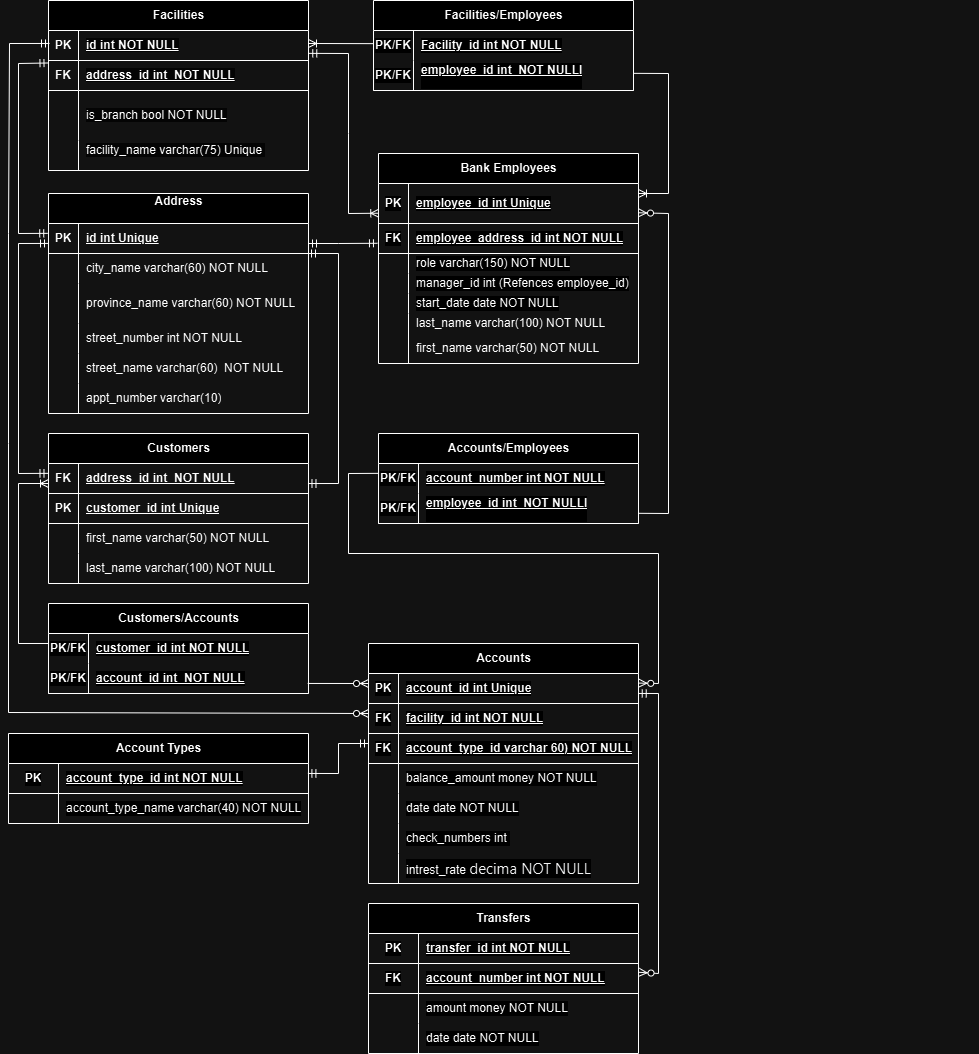 Facilities
PK id int NOT NULL
FK address_id int NOT NULL
is_branch bool NOT NULL
facility_name varchar(75) Unique
Facilities/Employees
PK/FK Facility_id int NOT NULL
PK/FK employee_id int NOT NULLl
Address
PK id int Unique
city_name varchar(60) NOT NULL
province_name varchar(60) NOT NULL
street_number int NOT NULL
street_name varchar(60) NOT NULL
appt_number varchar(10)
Bank Employees
PK employee_id int Unique
FK employee_address_id int NOT NULL
role varchar(150) NOT NULL
manager_id int (Refences employee_id)
start_date date NOT NULL
last_name varchar(100) NOT NULL
first_name varchar(50) NOT NULL
Customers
FK address_id int NOT NULL
PK customer_id int Unique
first_name varchar(50) NOT NULL
last_name varchar(100) NOT NULL
Accounts/Employees
PK/FK account_number int NOT NULL
PK/FK employee_id int NOT NULLl
Customers/Accounts
PK/FK customer_id int NOT NULL
PK/FK account_id int NOT NULL
Accounts
PK account_id int Unique
FK facility_id int NOT NULL
FK account_type_id varchar 60) NOT NULL
balance_amount money NOT NULL
date date NOT NULL
check_numbers int
intrest_rate decima NOT NULL
Account Types
PK account_type_id int NOT NULL
account_type_name varchar(40) NOT NULL
Transfers
PK transfer_id int NOT NULL
FK account_number int NOT NULL
amount money NOT NULL
date date NOT NULL